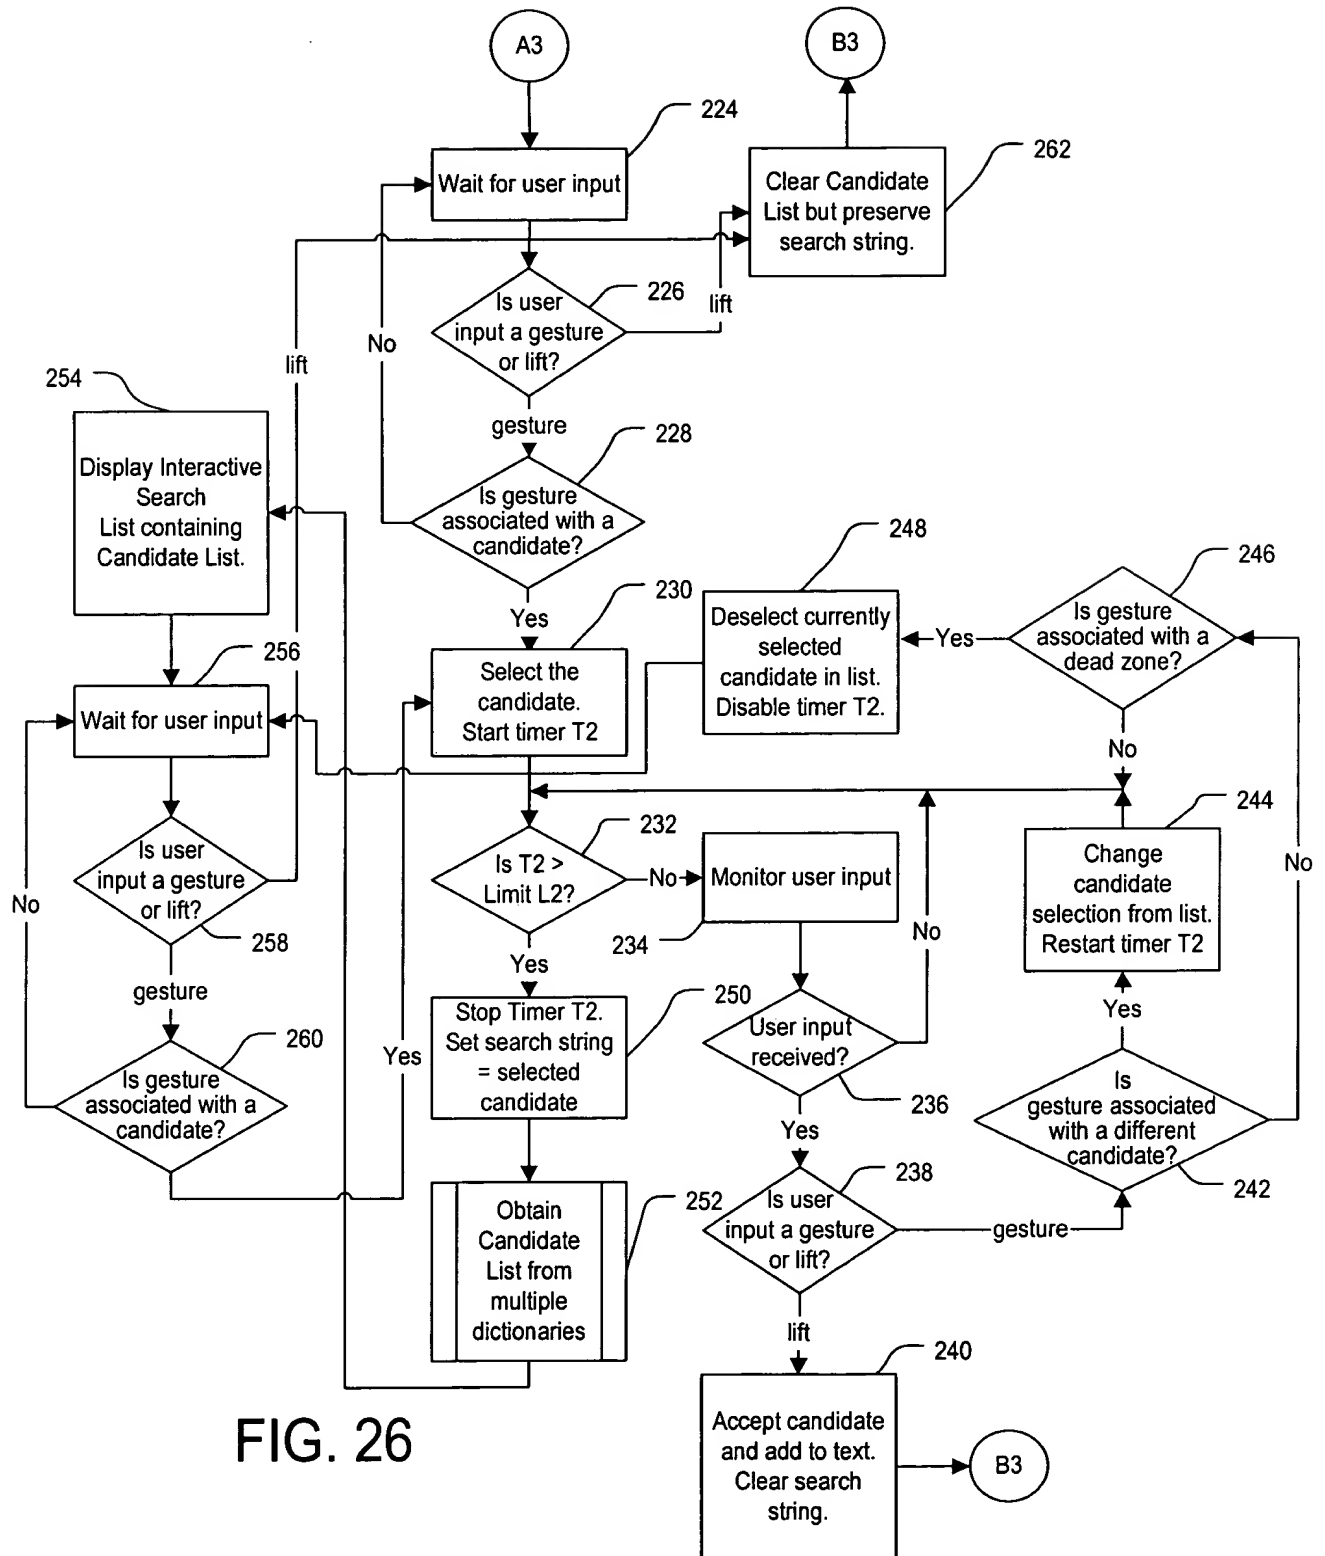 A3
B3
224
Wait for user input
262
Clear Candidate
List but preserve
search string.
226
Is user
input a gesture
or lift?
lift
No
lift
254
gesture
228
Display Interactive
Search
List containing
Candidate List.
Is gesture
associated with a
candidate?
248
246
Yes
230
Deselect currently
selected
candidate in list.
Disable timer T2.
Yes
Is gesture
associated with a
dead zone?
256
Select the
candidate.
Start timer T2
Wait for user input
No
232
244
Is user
input a gesture
or lift?
Is T2 >
Limit L2?
No
Monitor user input
Change
candidate
selection from list.
Restart timer T2
No
No
258
234
No
Yes
gesture
250
Stop Timer T2.
Set search string
= selected
candidate
User input
received?
Yes
260
Yes
Is gesture
associated with a
candidate?
236
Is
gesture associated
with a different
candidate?
Yes
238
242
252
Obtain
Candidate
List from
multiple
dictionaries
Is user
input a gesture
or lift?
gesture
lift
240
FIG. 26
Accept candidate
and add to text.
Clear search
string.
B3